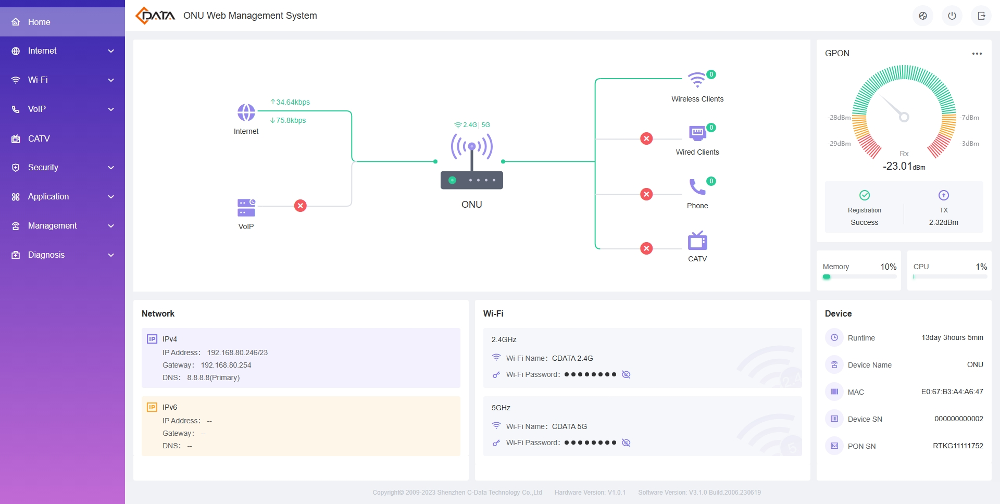 Home
Internet
Wi-Fi
VoIP
CATV
Security
Application
Management
Diagnosis
DATA ONU Web Management System
↑34.64kbps
↓75.8kbps
Internet
VoIP
2.4G| 5G
ONU
0
Wireless Clients
0
Wired Clients
0
Phone
CATV
GPON
-28dBm
-7dBm
-29dBm
-3dBm
Rx
-23.01dBm
Registration
Success
TX
2.32dBm
Memory 10%
CPU 1%
Network
IP IPv4
IP Address: 192.168.80.246/23
Gateway: 192.168.80.254
DNS: 8.8.8.8(Primary)
IP IPv6
IP Address: --
Gateway: --
DNS: --
Wi-Fi
2.4GHz
Wi-Fi Name: CDATA 2.4G
Wi-Fi Password: ●●●●●●●●
2.4
5GHz
Wi-Fi Name: CDATA 5G
Wi-Fi Password: ●●●●●●●●
5
Device
Runtime 13day 3hours 5min
Device Name ONU
MAC E0:67:B3:A4:A6:47
Device SN 000000000002
PON SN RTKG11111752
Copyright© 2009-2023 Shenzhen C-Data Technology Co.,Ltd Hardware Version: V1.0.1 Software Version: V3.1.0 Build.2006.230619